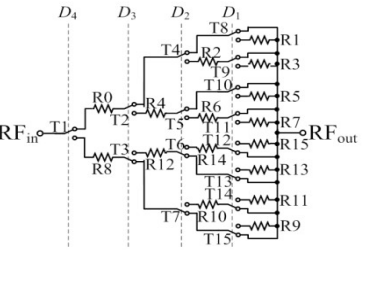 D4 D3 D2 D1
T8
R1
T4 R2
R3
T9
T10
R5
R0 R4 R6
T2 T5 T11 R7
RFin T1 RFout
T3 T6 T12 R15
R8 R12 R14
T13 R13
T14
R11
T7 R10
R9
T15